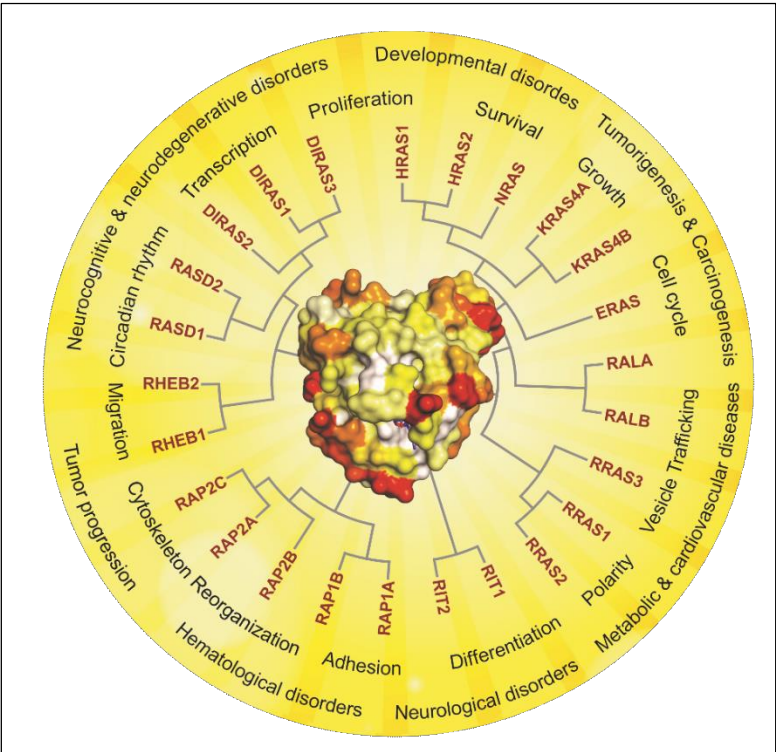 Developmental disordes
Tumorigenesis & Carcinogenesis
Metabolic & cardiovascular diseases
Neurological disorders
Hematological disorders
Tumor progression
Neurocognitive & neurodegenerative disorders
Proliferation
Survival
Growth
Cell cycle
Vesicle Trafficking
Polarity
Differentiation
Adhesion
Cytoskeleton Reorganization
Migration
Circadian rhythm
Transcription
HRAS1
HRAS2
NRAS
KRAS4A
KRAS4B
ERAS
RALA
RALB
RRAS3
RRAS1
RRAS2
RIT1
RIT2
RAP1A
RAP1B
RAP2B
RAP2A
RAP2C
RHEB1
RHEB2
RASD1
RASD2
DIRAS2
DIRAS1
DIRAS3